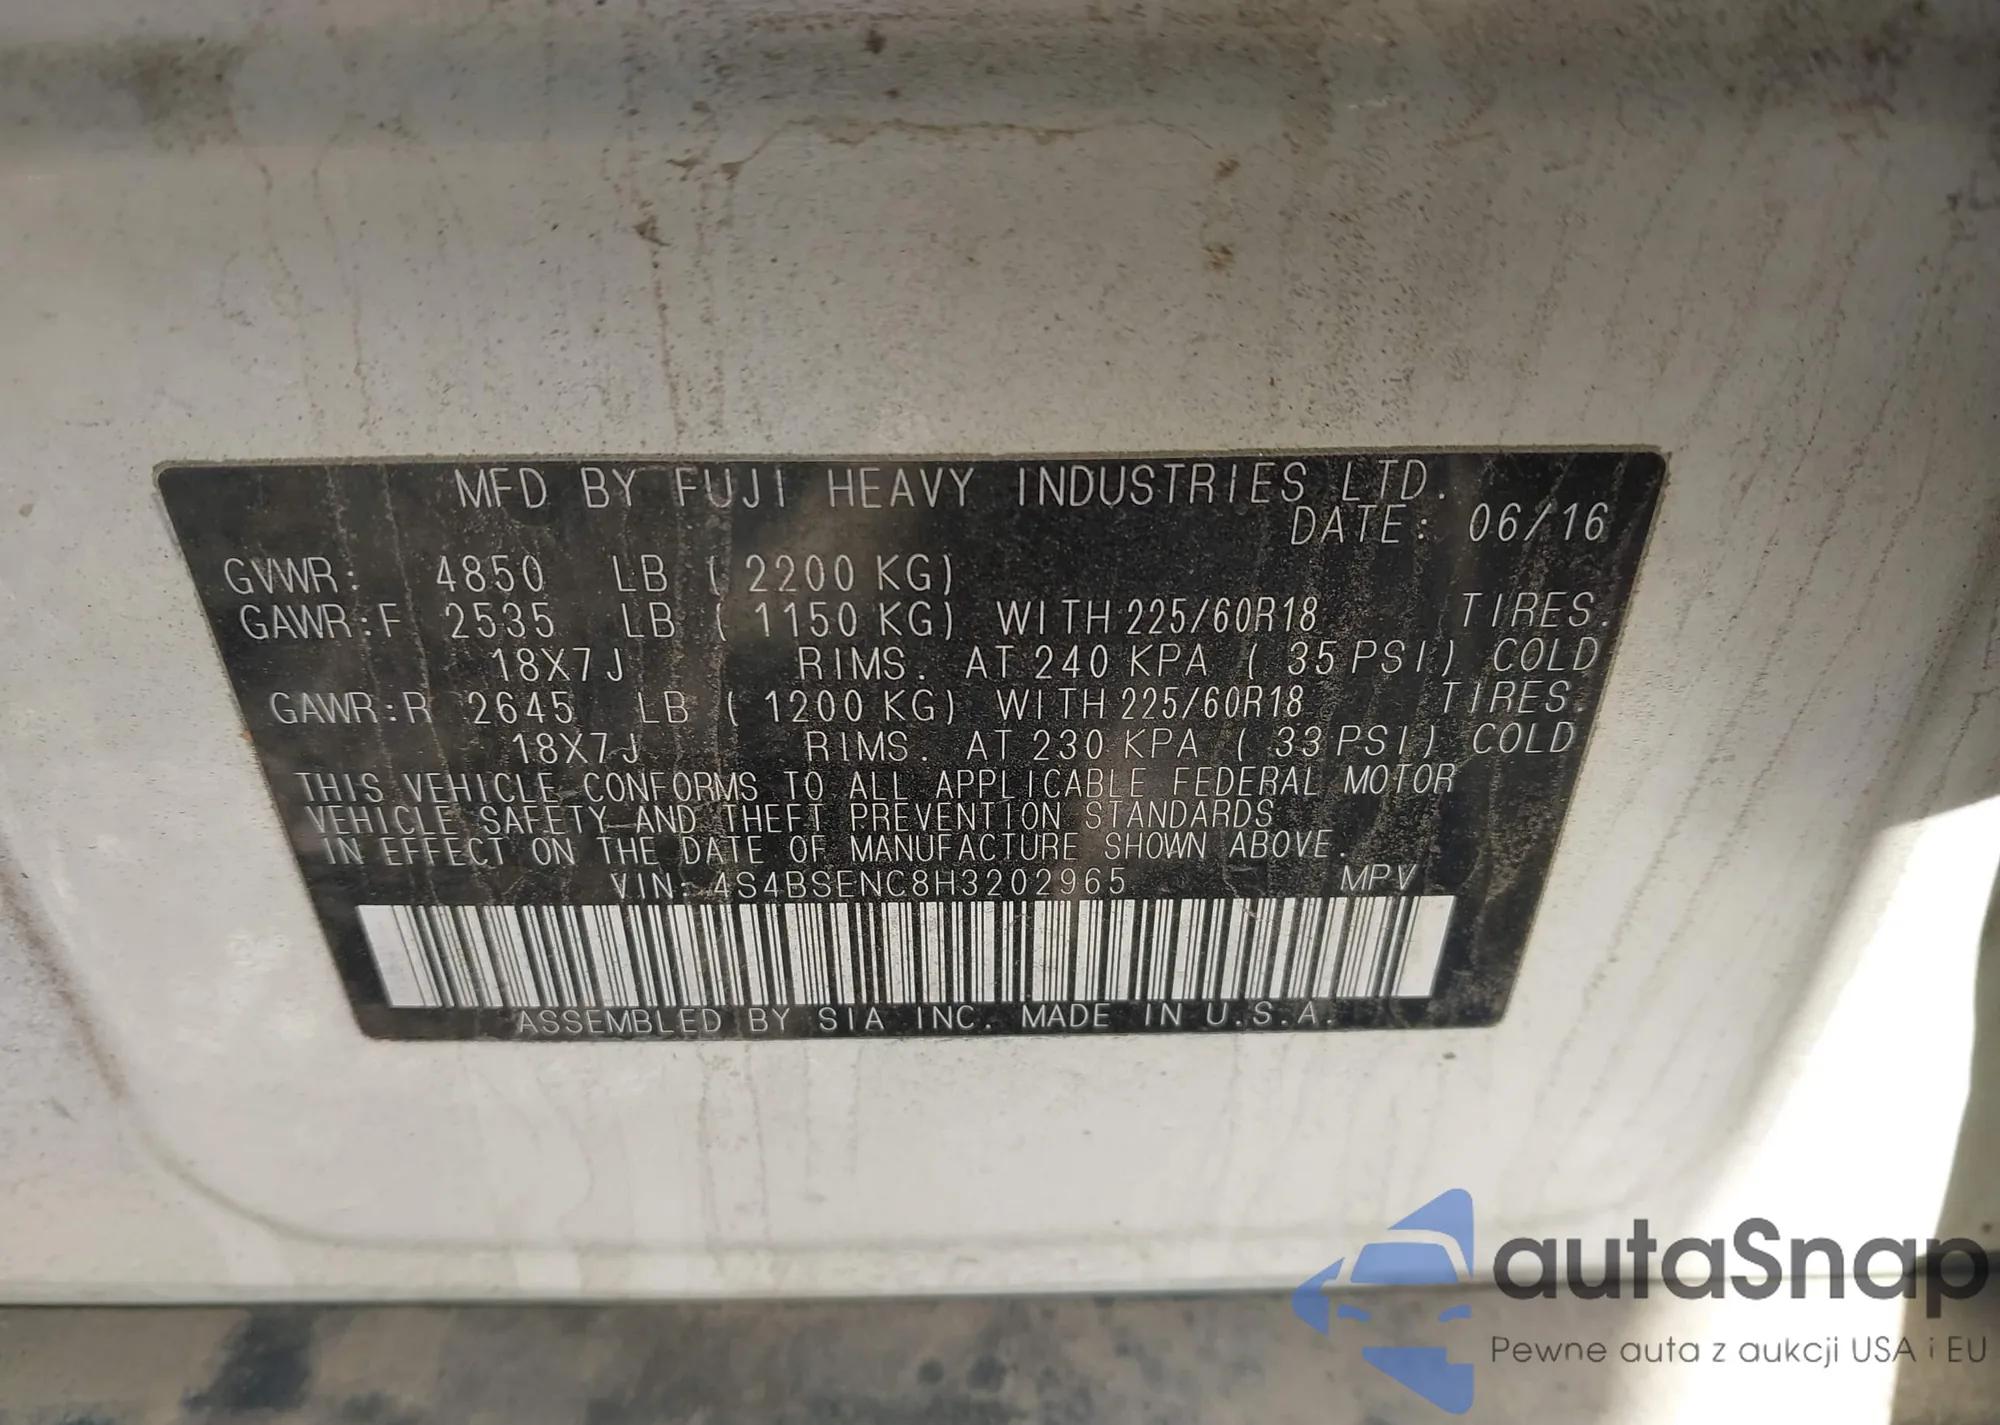 MFD BY FUJI HEAVY INDUSTRIES LTD.
DATE: 06/16
GVWR: 4850 LB ( 2200 KG)
GAWR:F 2535 LB ( 1150 KG) WITH 225/60R18 TIRES.
18X7J RIMS. AT 240 KPA ( 35 PSI) COLD
GAWR:R 2645 LB ( 1200 KG) WITH 225/60R18 TIRES.
18X7J RIMS. AT 230 KPA ( 33 PSI) COLD
THIS VEHICLE CONFORMS TO ALL APPLICABLE FEDERAL MOTOR
VEHICLE SAFETY AND THEFT PREVENTION STANDARDS
IN EFFECT ON THE DATE OF MANUFACTURE SHOWN ABOVE.
VIN: 4S4BSENC8H3202965 MPV
ASSEMBLED BY SIA INC. MADE IN U.S.A.
autaSnap
Pewne auta z aukcji USA i EU